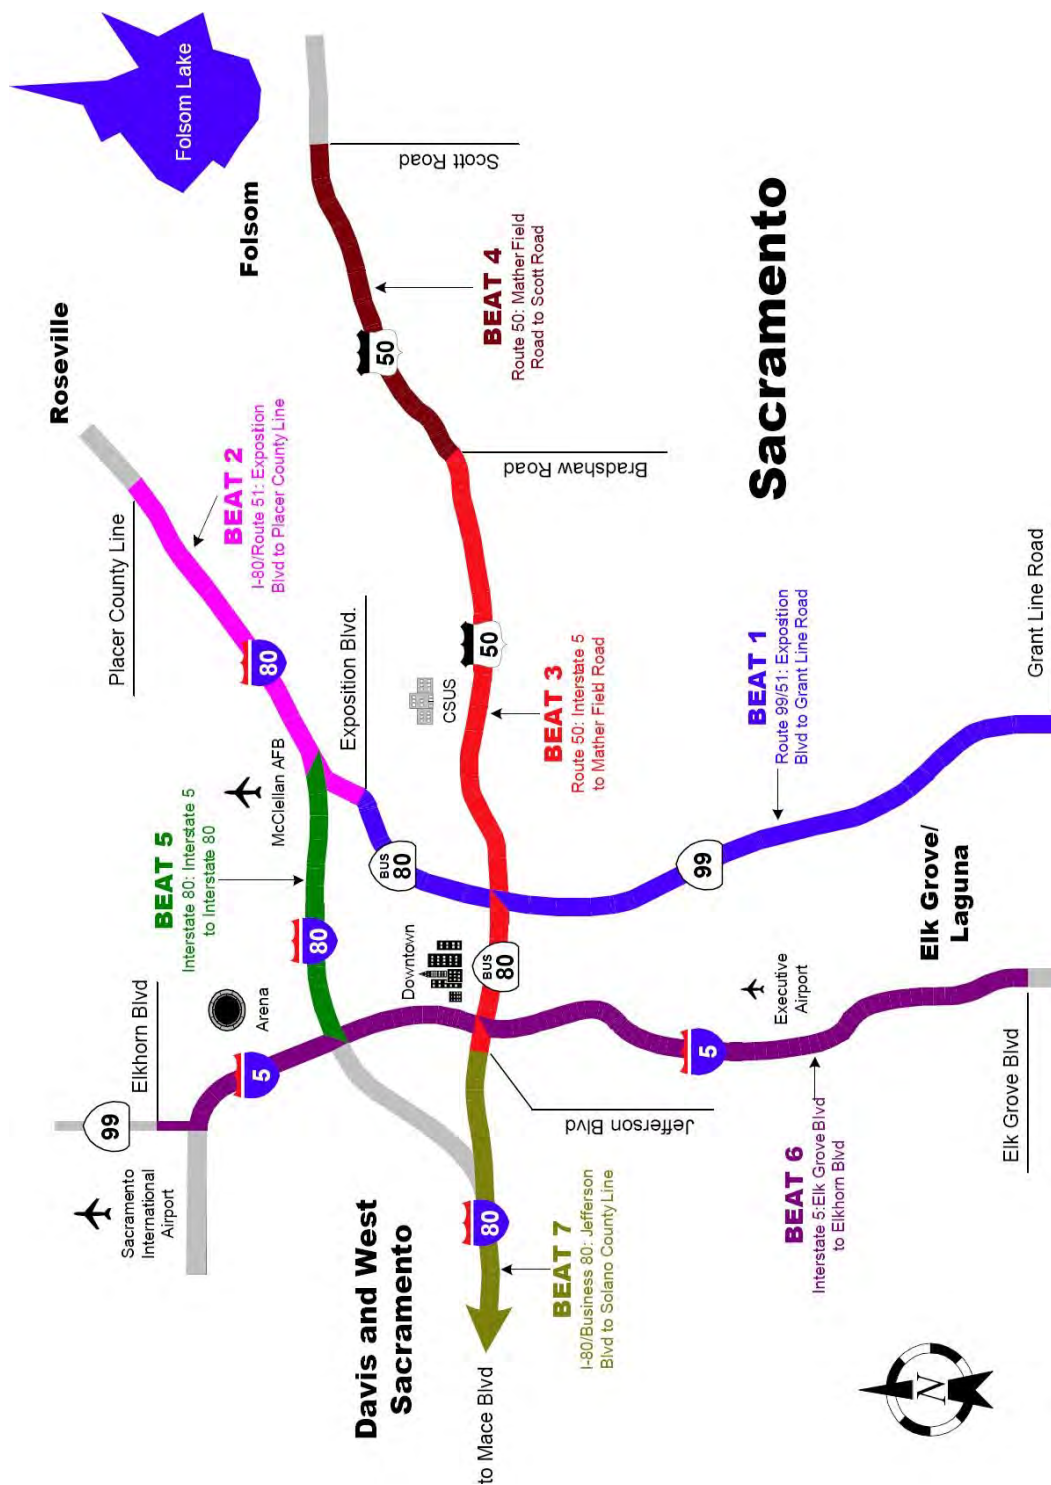 Folsom Lake
Roseville
Folsom
Placer County Line
BEAT 2
I-80/Route 51: Expostion
Blvd to Placer County Line
Scott Road
50
BEAT 4
Route 50: Mather Field
Road to Scott Road
Bradshaw Road
Sacramento
80
McClellan AFB
Exposition Blvd.
CSUS
50
BEAT 3
Route 50: Interstate 5
to Mather Field Road
BEAT 1
Route 99/51: Exposition
Blvd to Grant Line Road
Grant Line Road
BEAT 5
Interstate 80: Interstate 5
to Interstate 80
80
BUS
80
99
Elkhorn Blvd
Arena
Downtown
BUS
80
Executive
Airport
Elk Grove/
Laguna
99
5
5
Sacramento
International
Airport
Jefferson Blvd
Elk Grove Blvd
BEAT 6
Interstate 5:Elk Grove Blvd
to Elkhorn Blvd
Davis and West
Sacramento
80
BEAT 7
I-80/Business 80: Jefferson
Blvd to Solano County Line
to Mace Blvd
N